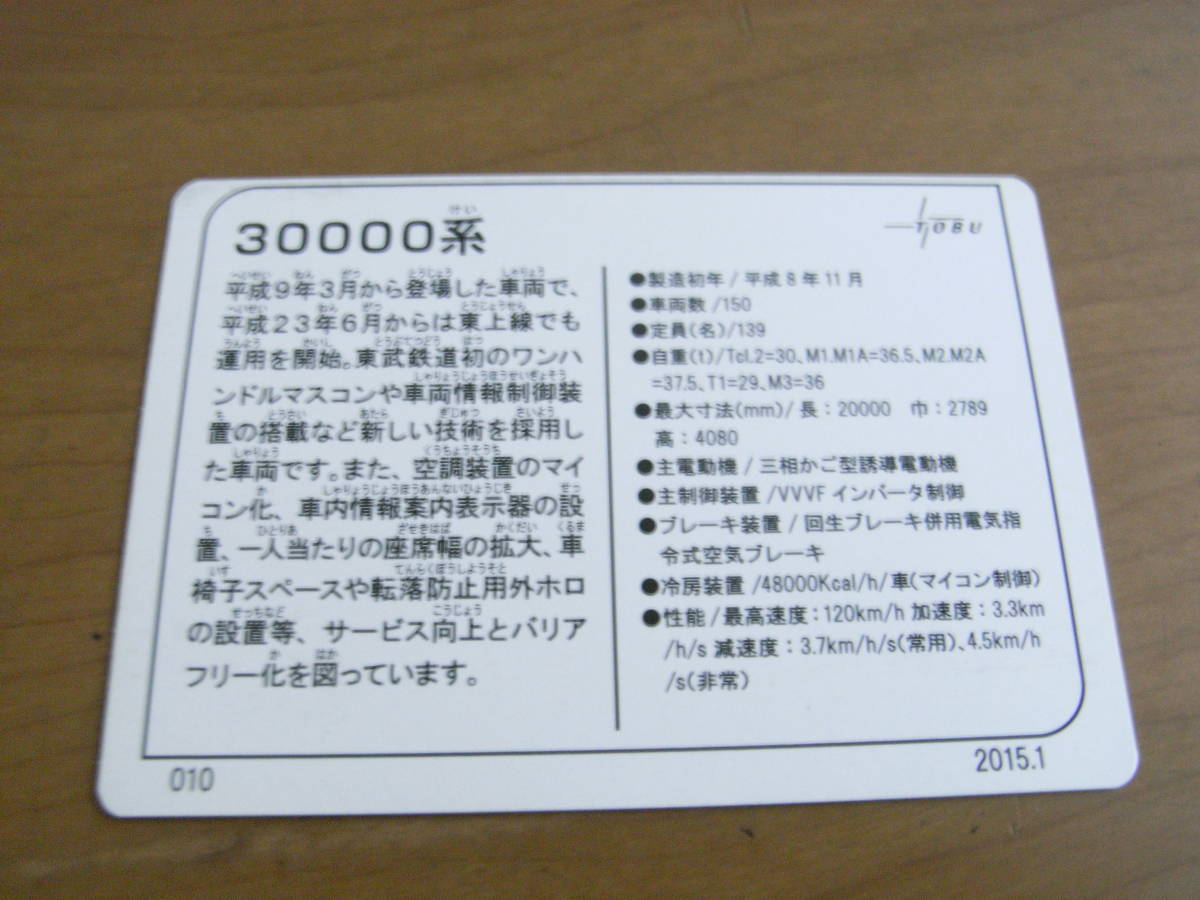 30000系
けい
TOBU
平成9年3月から登場した車両で、
平成23年6月からは東上線でも
運用を開始。東武鉄道初のワンハ
ンドルマスコンや車両情報制御装
置の搭載など新しい技術を採用し
た車両です。また、空調装置のマイ
コン化、車内情報案内表示器の設
置、一人当たりの座席幅の拡大、車
椅子スペースや転落防止用外ホロ
の設置等、サービス向上とバリア
フリー化を図っています。
●製造初年/平成8年11月
●車両数/150
●定員(名)/139
●自重(t)/Tc1.2=30、M1.M1A=36.5、M2.M2A
=37.5、T1=29、M3=36
●最大寸法(mm)/長：20000 巾：2789
高：4080
●主電動機/三相かご型誘導電動機
●主制御装置/VVVFインバータ制御
●ブレーキ装置/回生ブレーキ併用電気指
令式空気ブレーキ
●冷房装置/48000Kcal/h/車(マイコン制御)
●性能/最高速度：120km/h 加速度：3.3km
/h/s 減速度：3.7km/h/s(常用)、4.5km/h
/s(非常)
010
2015.1